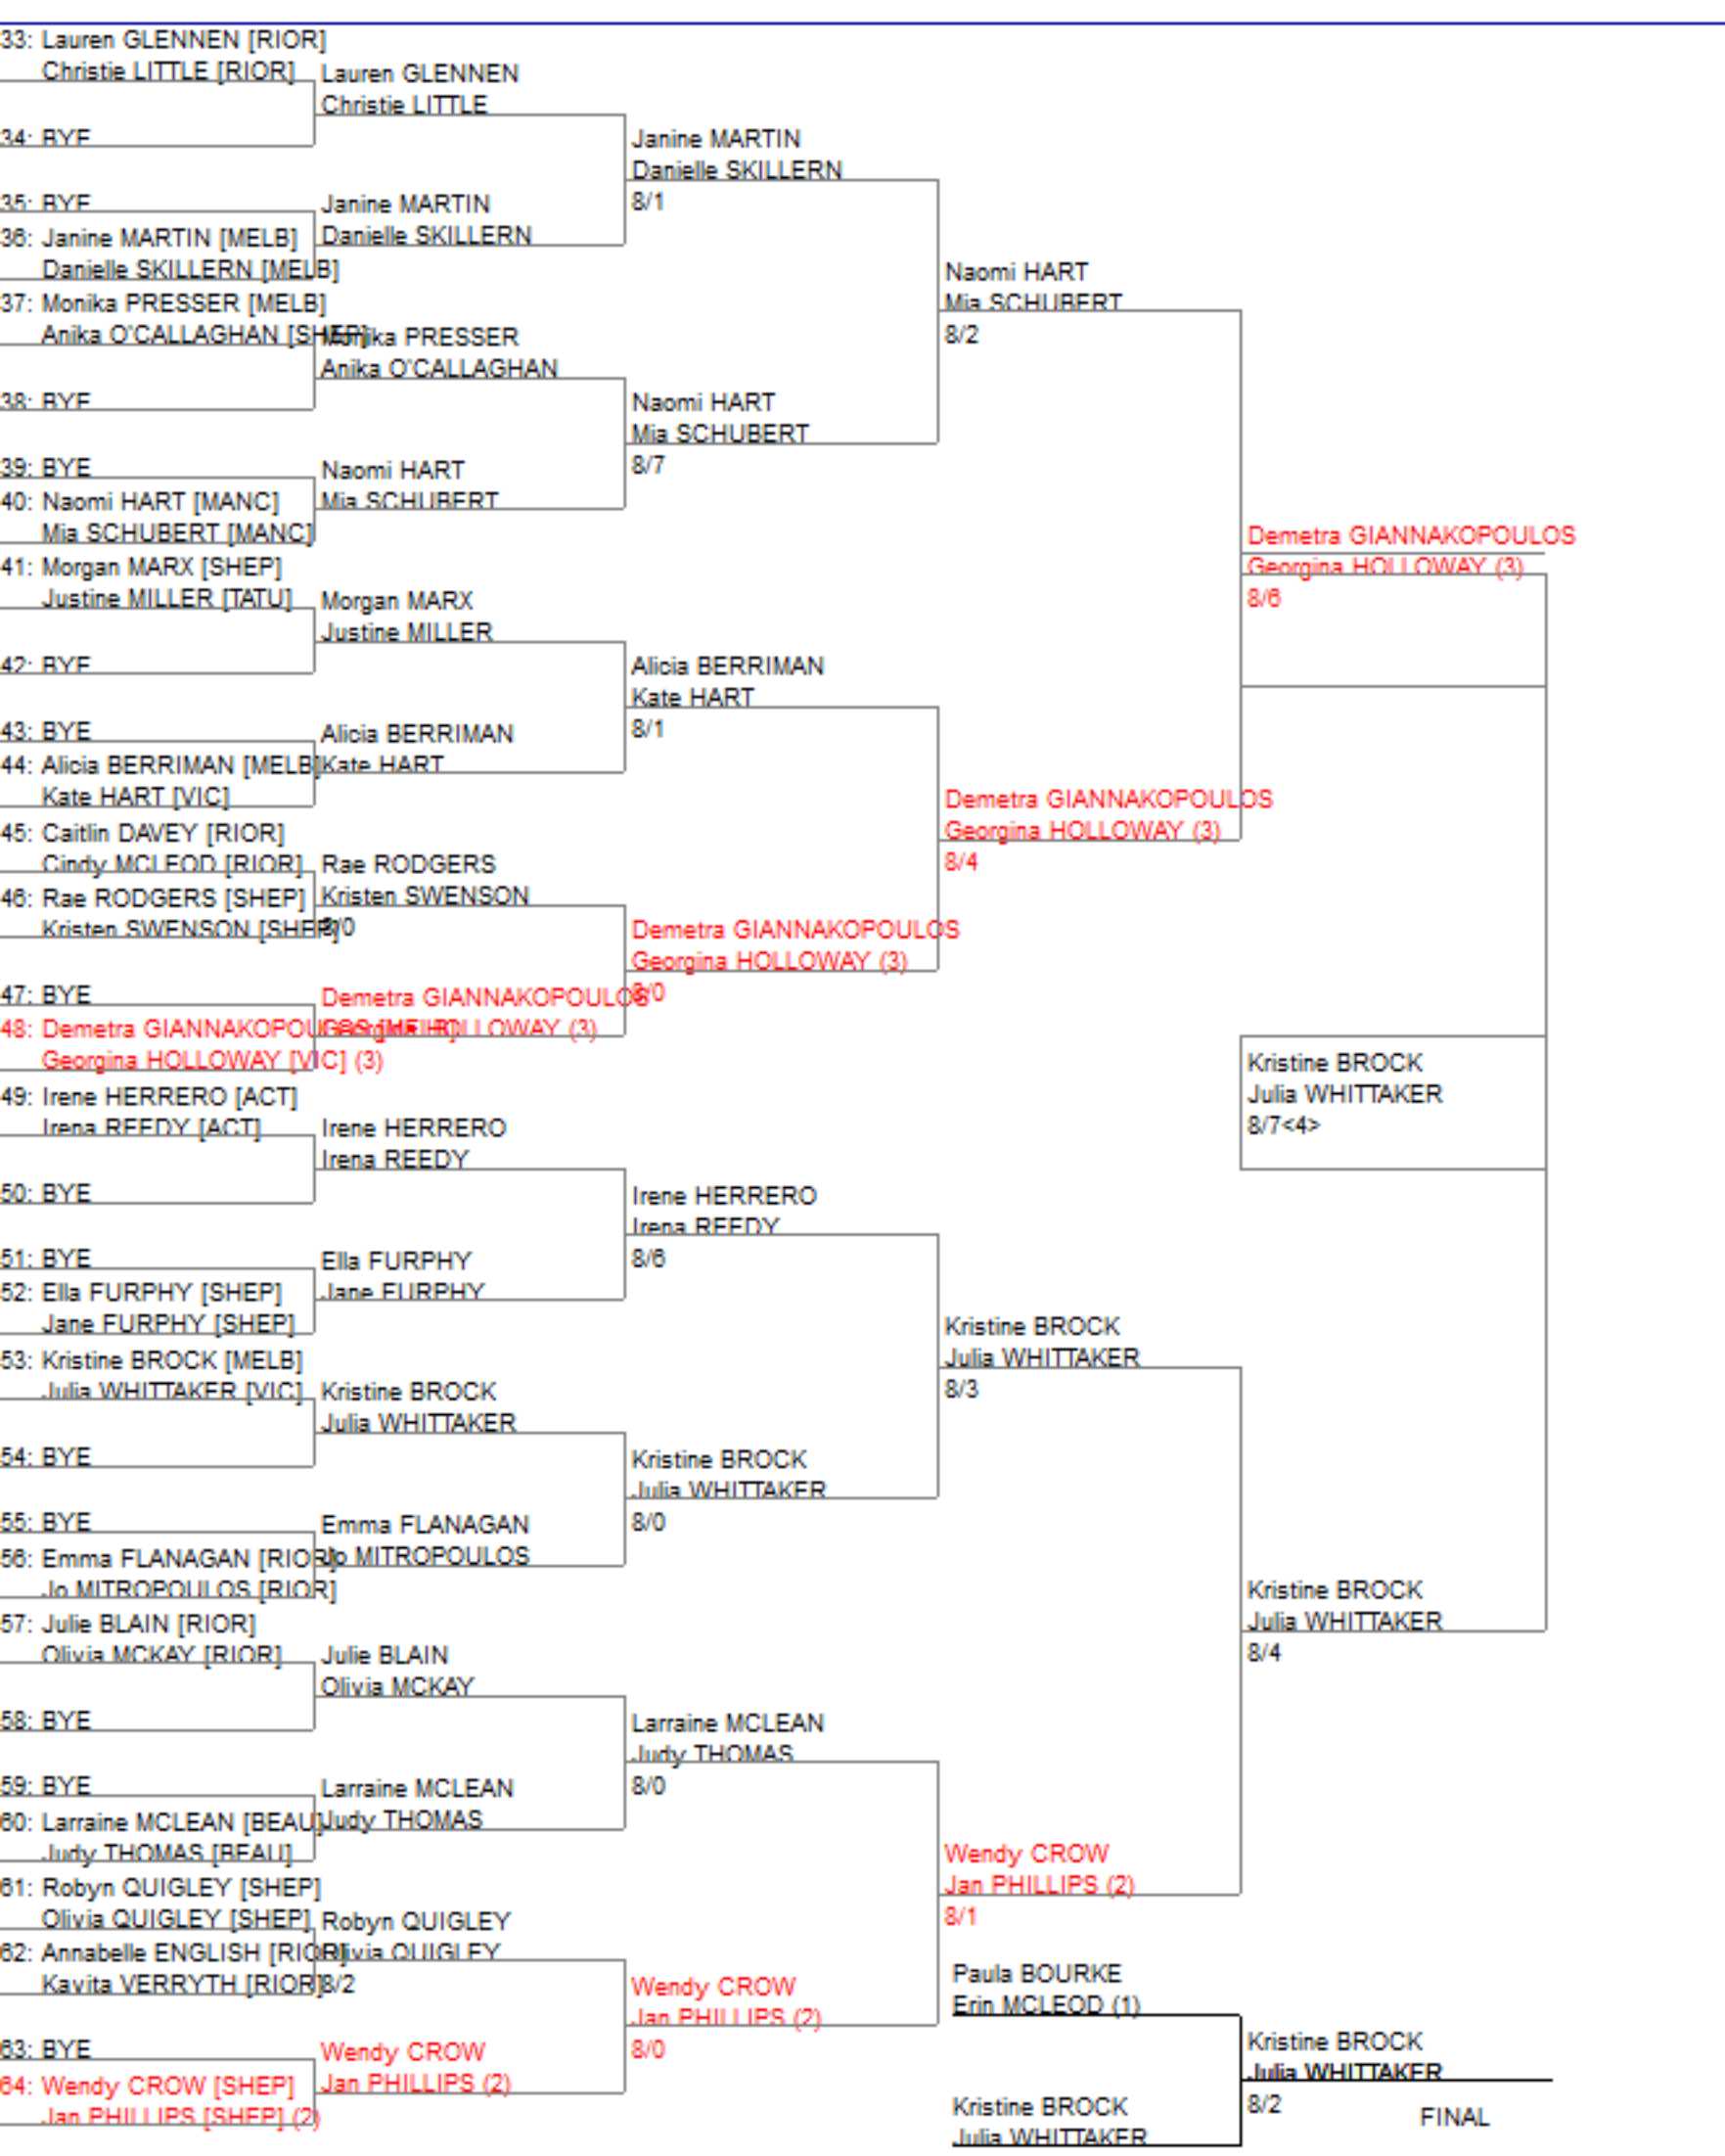 33: Lauren GLENNEN [RIOR]
Christie LITTLE [RIOR]
34: BYE
35: BYE
36: Janine MARTIN [MELB]
Danielle SKILLERN [MELB]
37: Monika PRESSER [MELB]
Anika O'CALLAGHAN [SHEP]
38: BYE
39: BYE
40: Naomi HART [MANC]
Mia SCHUBERT [MANC]
41: Morgan MARX [SHEP]
Justine MILLER [TATU]
42: BYE
43: BYE
44: Alicia BERRIMAN [MELB]
Kate HART [VIC]
45: Caitlin DAVEY [RIOR]
Cindy MCLEOD [RIOR]
46: Rae RODGERS [SHEP]
Kristen SWENSON [SHEP]
47: BYE
48: Demetra GIANNAKOPOULOS [MELB]
Georgina HOLLOWAY [VIC] (3)
49: Irene HERRERO [ACT]
Irena REEDY [ACT]
50: BYE
51: BYE
52: Ella FURPHY [SHEP]
Jane FURPHY [SHEP]
53: Kristine BROCK [MELB]
Julia WHITTAKER [VIC]
54: BYE
55: BYE
56: Emma FLANAGAN [RIOR]
Jo MITROPOULOS [RIOR]
57: Julie BLAIN [RIOR]
Olivia MCKAY [RIOR]
58: BYE
59: BYE
60: Larraine MCLEAN [BEAU]
Judy THOMAS [BEAU]
61: Robyn QUIGLEY [SHEP]
Olivia QUIGLEY [SHEP]
62: Annabelle ENGLISH [RIOR]
Kavita VERRYTH [RIOR]
63: BYE
64: Wendy CROW [SHEP]
Jan PHILLIPS [SHEP] (2)
Lauren GLENNEN
Christie LITTLE
Janine MARTIN
Danielle SKILLERN
Monika PRESSER
Anika O'CALLAGHAN
Naomi HART
Mia SCHUBERT
Morgan MARX
Justine MILLER
Alicia BERRIMAN
Kate HART
Rae RODGERS
Kristen SWENSON
8/0
Demetra GIANNAKOPOULOS
Georgina HOLLOWAY (3)
Irene HERRERO
Irena REEDY
Ella FURPHY
Jane FURPHY
Kristine BROCK
Julia WHITTAKER
Emma FLANAGAN
Jo MITROPOULOS
Julie BLAIN
Olivia MCKAY
Larraine MCLEAN
Judy THOMAS
Robyn QUIGLEY
Olivia QUIGLEY
8/2
Wendy CROW
Jan PHILLIPS (2)
Janine MARTIN
Danielle SKILLERN
8/1
Naomi HART
Mia SCHUBERT
8/7
Alicia BERRIMAN
Kate HART
8/1
Demetra GIANNAKOPOULOS
Georgina HOLLOWAY (3)
8/0
Irene HERRERO
Irena REEDY
8/6
Kristine BROCK
Julia WHITTAKER
8/0
Larraine MCLEAN
Judy THOMAS
8/0
Wendy CROW
Jan PHILLIPS (2)
8/0
Naomi HART
Mia SCHUBERT
8/2
Demetra GIANNAKOPOULOS
Georgina HOLLOWAY (3)
8/4
Kristine BROCK
Julia WHITTAKER
8/3
Wendy CROW
Jan PHILLIPS (2)
8/1
Demetra GIANNAKOPOULOS
Georgina HOLLOWAY (3)
8/6
Kristine BROCK
Julia WHITTAKER
8/7<4>
Kristine BROCK
Julia WHITTAKER
8/4
Paula BOURKE
Erin MCLEOD (1)
Kristine BROCK
Julia WHITTAKER
Kristine BROCK
Julia WHITTAKER
8/2
FINAL